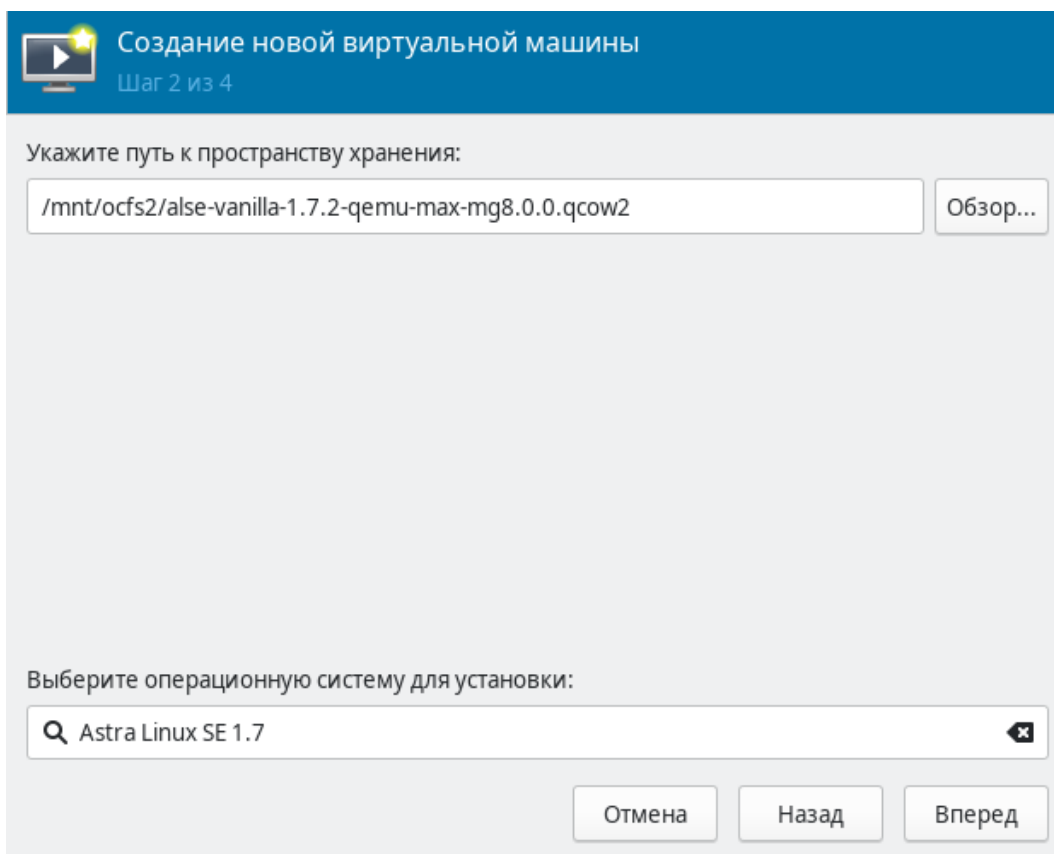 Создание новой виртуальной машины
Шаг 2 из 4
Укажите путь к пространству хранения:
/mnt/ocfs2/alse-vanilla-1.7.2-qemu-max-mg8.0.0.qcow2 Обзор...
Выберите операционную систему для установки:
Astra Linux SE 1.7
Отмена Назад Вперед